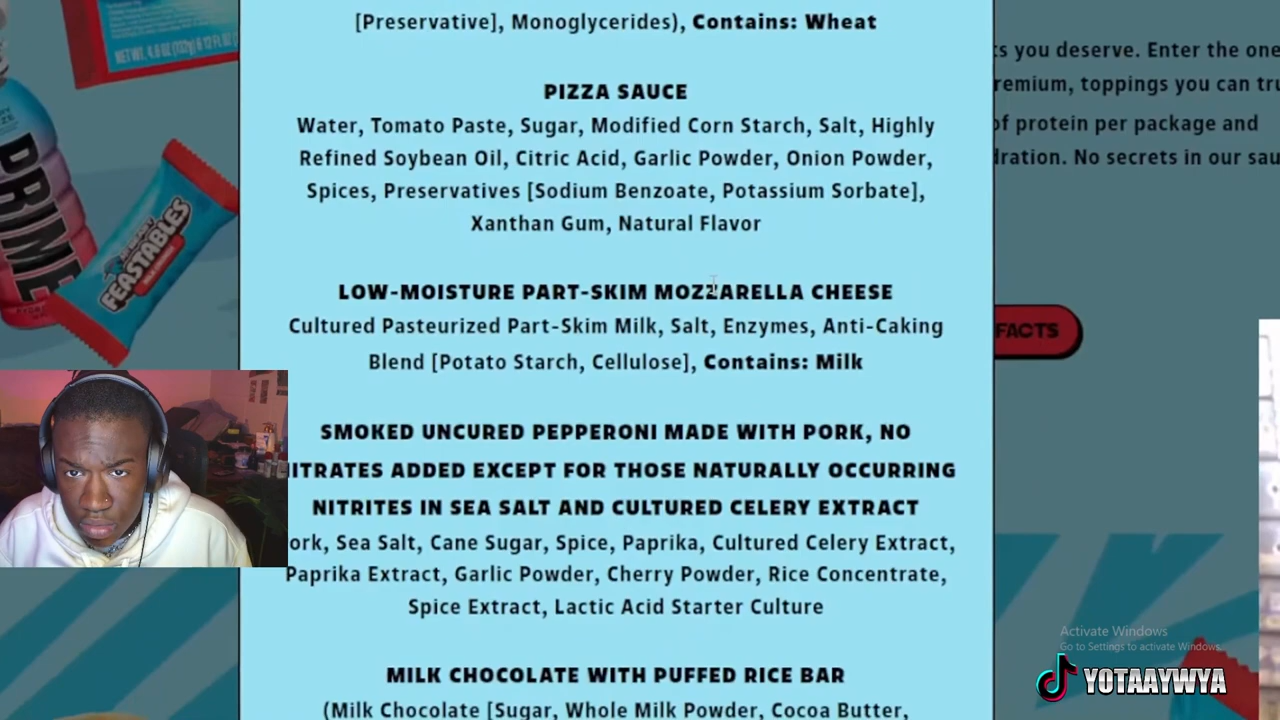 [Preservative], Monoglycerides), Contains: Wheat
PIZZA SAUCE
Water, Tomato Paste, Sugar, Modified Corn Starch, Salt, Highly
Refined Soybean Oil, Citric Acid, Garlic Powder, Onion Powder,
Spices, Preservatives [Sodium Benzoate, Potassium Sorbate],
Xanthan Gum, Natural Flavor
LOW-MOISTURE PART-SKIM MOZZARELLA CHEESE
Cultured Pasteurized Part-Skim Milk, Salt, Enzymes, Anti-Caking
Blend [Potato Starch, Cellulose], Contains: Milk
SMOKED UNCURED PEPPERONI MADE WITH PORK, NO
ITRATES ADDED EXCEPT FOR THOSE NATURALLY OCCURRING
NITRITES IN SEA SALT AND CULTURED CELERY EXTRACT
ork, Sea Salt, Cane Sugar, Spice, Paprika, Cultured Celery Extract,
Paprika Extract, Garlic Powder, Cherry Powder, Rice Concentrate,
Spice Extract, Lactic Acid Starter Culture
MILK CHOCOLATE WITH PUFFED RICE BAR
(Milk Chocolate [Sugar, Whole Milk Powder, Cocoa Butter,
ts you deserve. Enter the one
remium, toppings you can tru
of protein per package and
dration. No secrets in our sau
FACTS
PRIME
FEASTABLES
Activate Windows
Go to Settings to activate Windows.
YOTAAYWYA